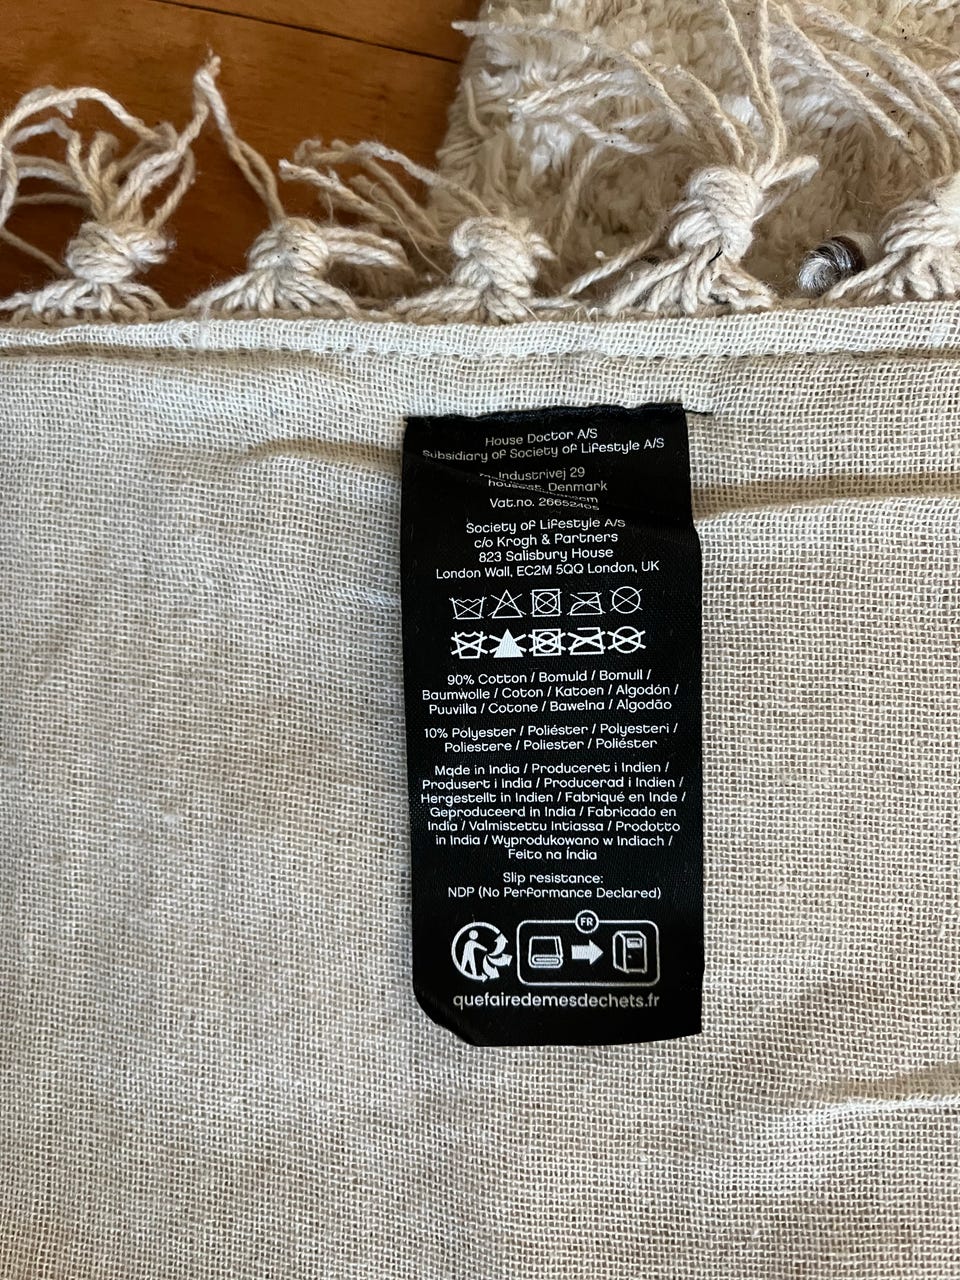 House Doctor A/S
Subsidiary of Society of Lifestyle A/S
Industrivej 29
Denmark
Vat.no.
Society of Lifestyle A/S
c/o Krogh & Partners
823 Salisbury House
London Wall, EC2M 5QQ London, UK
90% Cotton / Bomuld / Bomull /
Baumwolle / Coton / Katoen / Algodón /
Puuvilla / Cotone / Bawelna / Algodão
10% Polyester / Poliéster / Polyesteri /
Poliestere / Poliester / Poliéster
Made in India / Produceret i Indien /
Produsert i India / Producerad i Indien /
Hergestellt in Indien / Fabriqué en Inde /
Geproduceerd in India / Fabricado en
India / Valmistettu Intiassa / Prodotto
in India / Wyprodukowano w Indiach /
Feito na Índia
Slip resistance:
NDP (No Performance Declared)
FR
quefairedemesdechets.fr